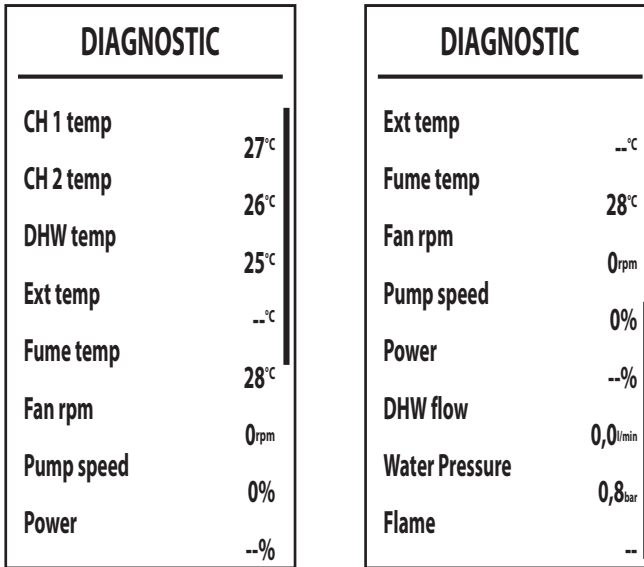 DIAGNOSTIC
CH 1 temp
27°C
CH 2 temp
26°C
DHW temp
25°C
Ext temp
--°C
Fume temp
28°C
Fan rpm
0rpm
Pump speed
0%
Power
--%
DIAGNOSTIC
Ext temp
--°C
Fume temp
28°C
Fan rpm
0rpm
Pump speed
0%
Power
--%
DHW flow
0,0l/min
Water Pressure
0,8bar
Flame
--